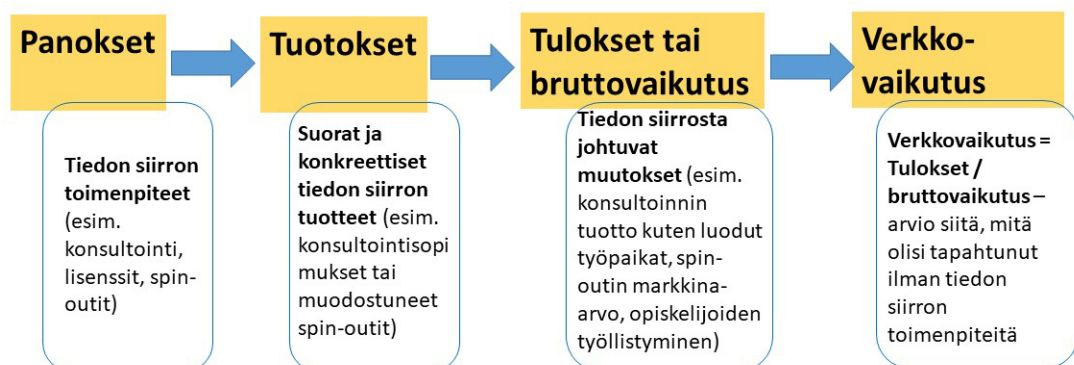 Panokset
Tiedon siirron
toimenpiteet
(esim.
konsultointi,
lisenssit, spin-
outit)
Tuotokset
Suorat ja
konkreettiset
tiedon siirron
tuotteet (esim.
konsultointisopi
mukset tai
muodostuneet
spin-outit)
Tulokset tai
bruttovaikutus
Tiedon siirrosta
johtuvat
muutokset (esim.
konsultoinnin
tuotto kuten luodut
työpaikat, spin-
outin markkina-
arvo, opiskelijoiden
työllistyminen)
Verkko-
vaikutus
Verkkovaikutus =
Tulokset /
bruttovaikutus –
arvio siitä, mitä
olisi tapahtunut
ilman tiedon
siirron
toimenpiteitä